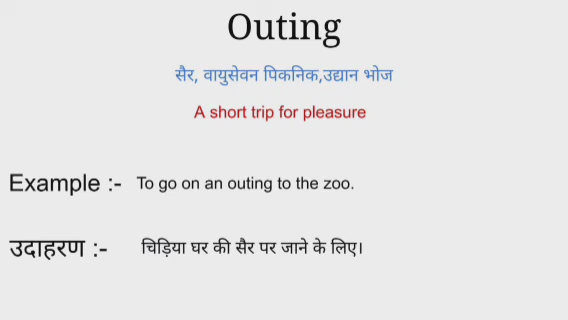 Outing
सैर, वायुसेवन पिकनिक,उद्यान भोज
A short trip for pleasure
Example :- To go on an outing to the zoo.
उदाहरण :- चिड़िया घर की सैर पर जाने के लिए।